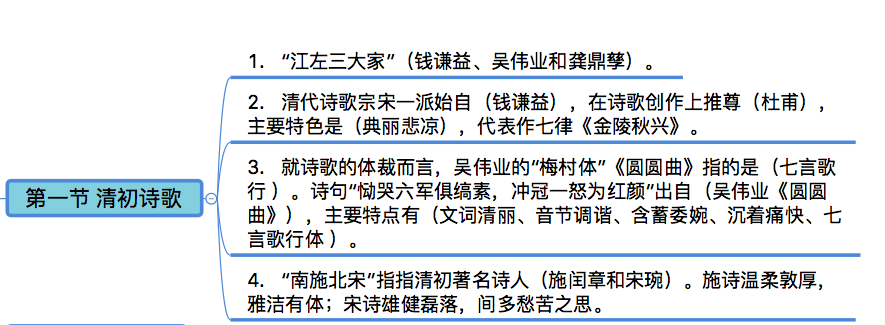 第一节 清初诗歌
1. “江左三大家”（钱谦益、吴伟业和龚鼎孳）。
2. 清代诗歌宗宋一派始自（钱谦益），在诗歌创作上推尊（杜甫），
主要特色是（典丽悲凉），代表作七律《金陵秋兴》。
3. 就诗歌的体裁而言，吴伟业的“梅村体”《圆圆曲》指的是（七言歌
行 ）。诗句“恸哭六军俱缟素，冲冠一怒为红颜”出自（吴伟业《圆圆
曲》），主要特点有（文词清丽、音节调谐、含蓄委婉、沉着痛快、七
言歌行体 ）。
4. “南施北宋”指指清初著名诗人（施闰章和宋琬）。施诗温柔敦厚，
雅洁有体；宋诗雄健磊落，间多愁苦之思。